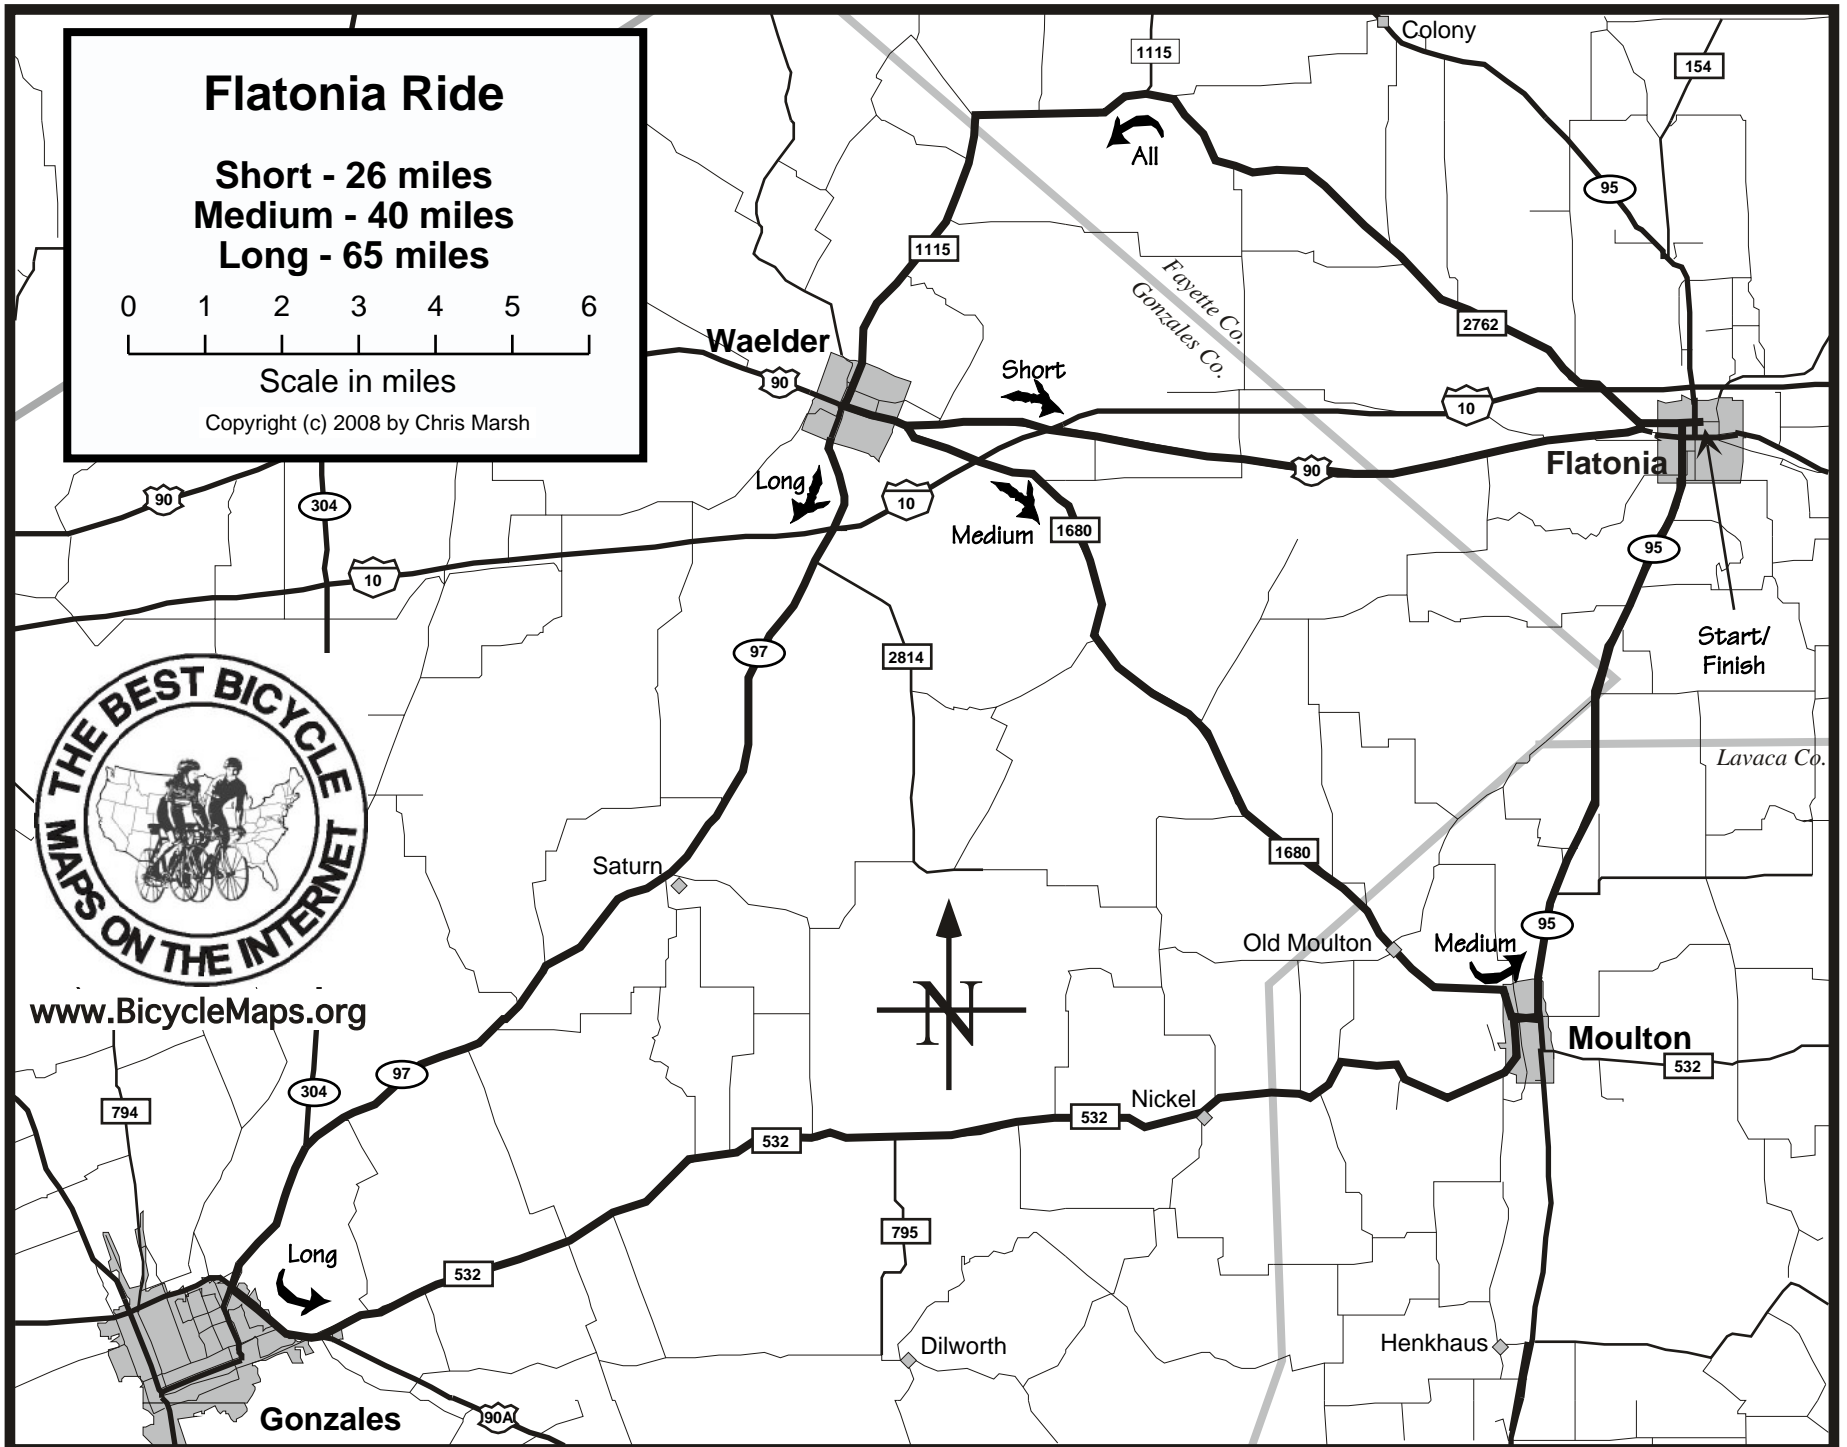 Flatonia Ride
Short - 26 miles
Medium - 40 miles
Long - 65 miles
0 1 2 3 4 5 6
Scale in miles
Copyright (c) 2008 by Chris Marsh
Colony
1115
154
All
95
1115
Fayette Co.
Gonzales Co.
2762
Waelder
90
Short
10
90
Flatonia
Long
10
90
304
Medium
1680
95
10
Start/
Finish
97
2814
Lavaca Co.
THE BEST BICYCLE
MAPS ON THE INTERNET
www.BicycleMaps.org
Saturn
1680
95
Old Moulton
Medium
N
Moulton
532
97
304
794
Nickel
532
532
795
Long
532
Dilworth
Henkhaus
90A
Gonzales